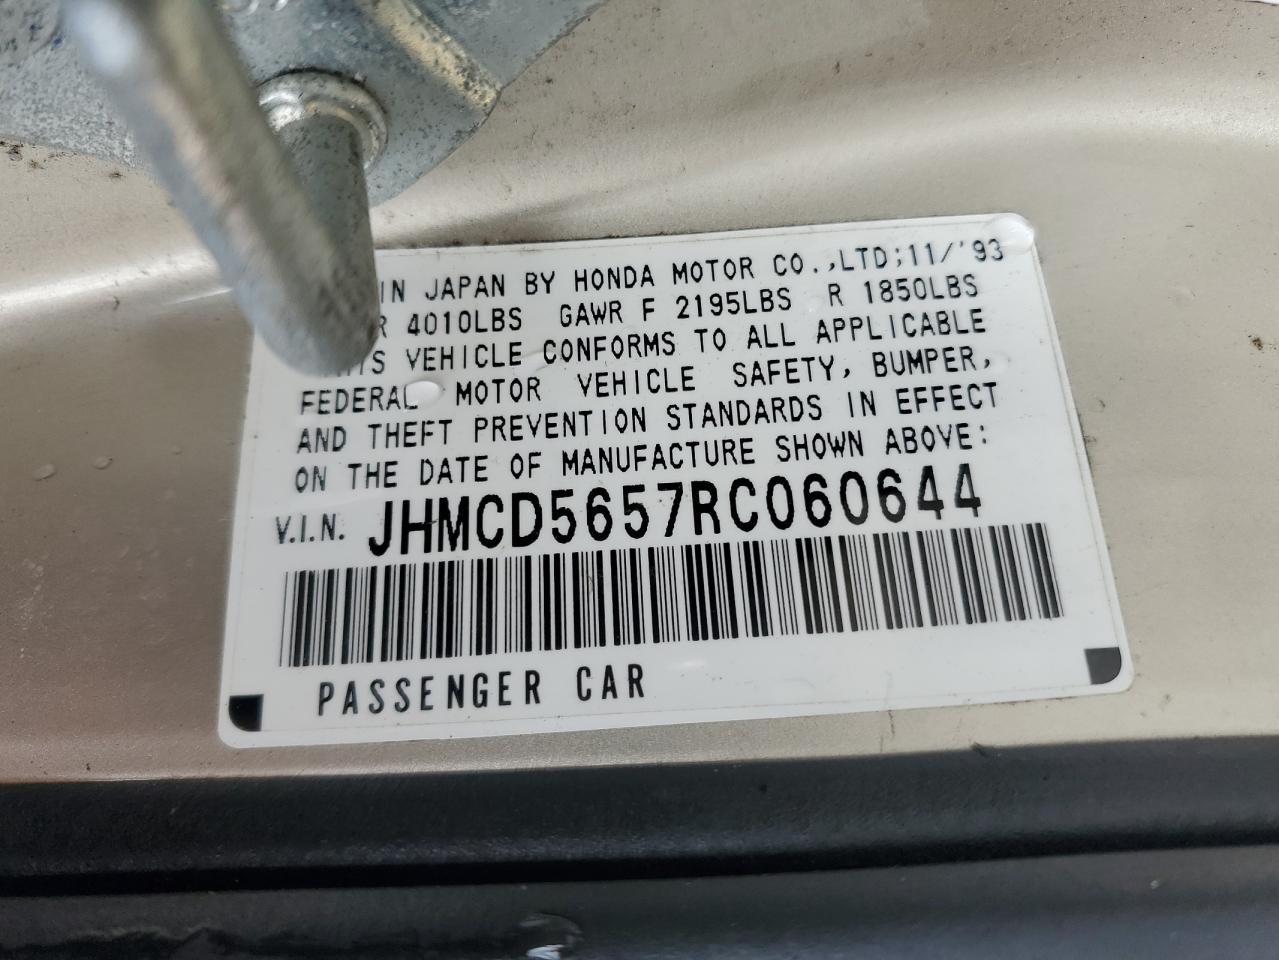 IN JAPAN BY HONDA MOTOR CO.,LTD;11/'93
R 4010LBS GAWR F 2195LBS R 1850LBS
VEHICLE CONFORMS TO ALL APPLICABLE
FEDERAL MOTOR VEHICLE SAFETY, BUMPER,
AND THEFT PREVENTION STANDARDS IN EFFECT
ON THE DATE OF MANUFACTURE SHOWN ABOVE:
V.I.N. JHMCD5657RC060644
PASSENGER CAR